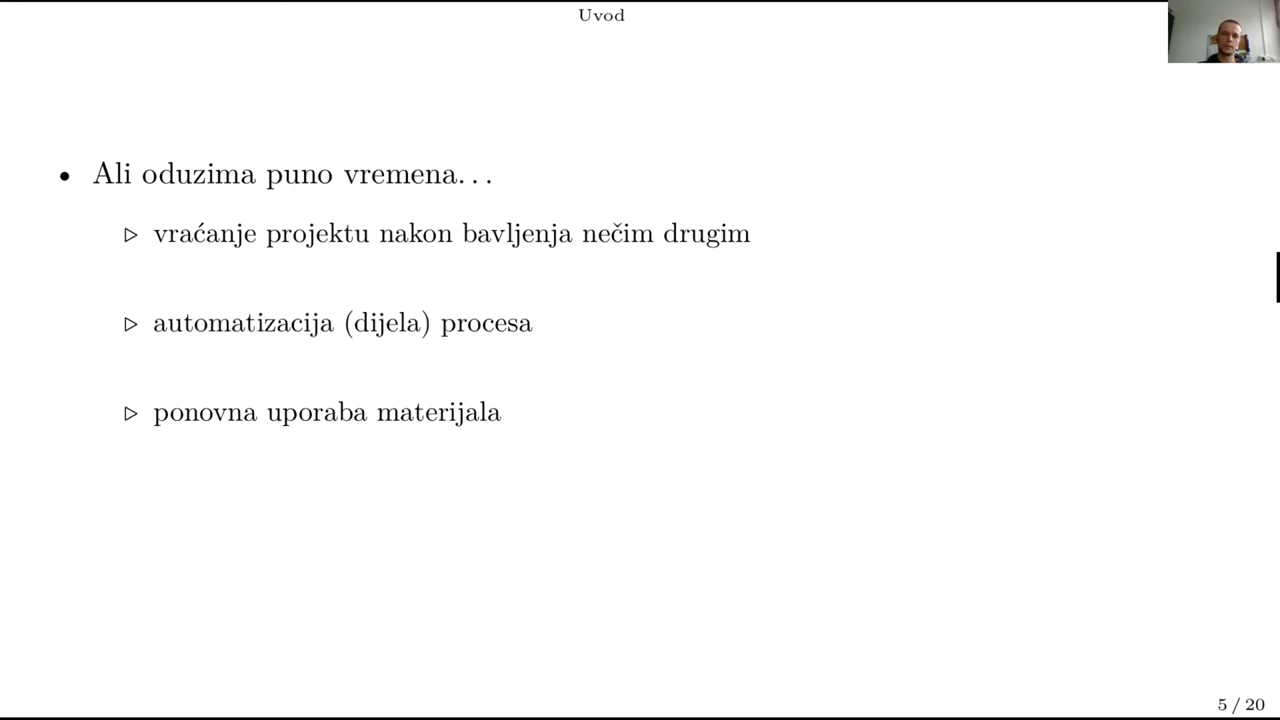 Uvod
• Ali oduzima puno vremena...
▷ vraćanje projektu nakon bavljenja nečim drugim
▷ automatizacija (dijela) procesa
▷ ponovna uporaba materijala
5 / 20